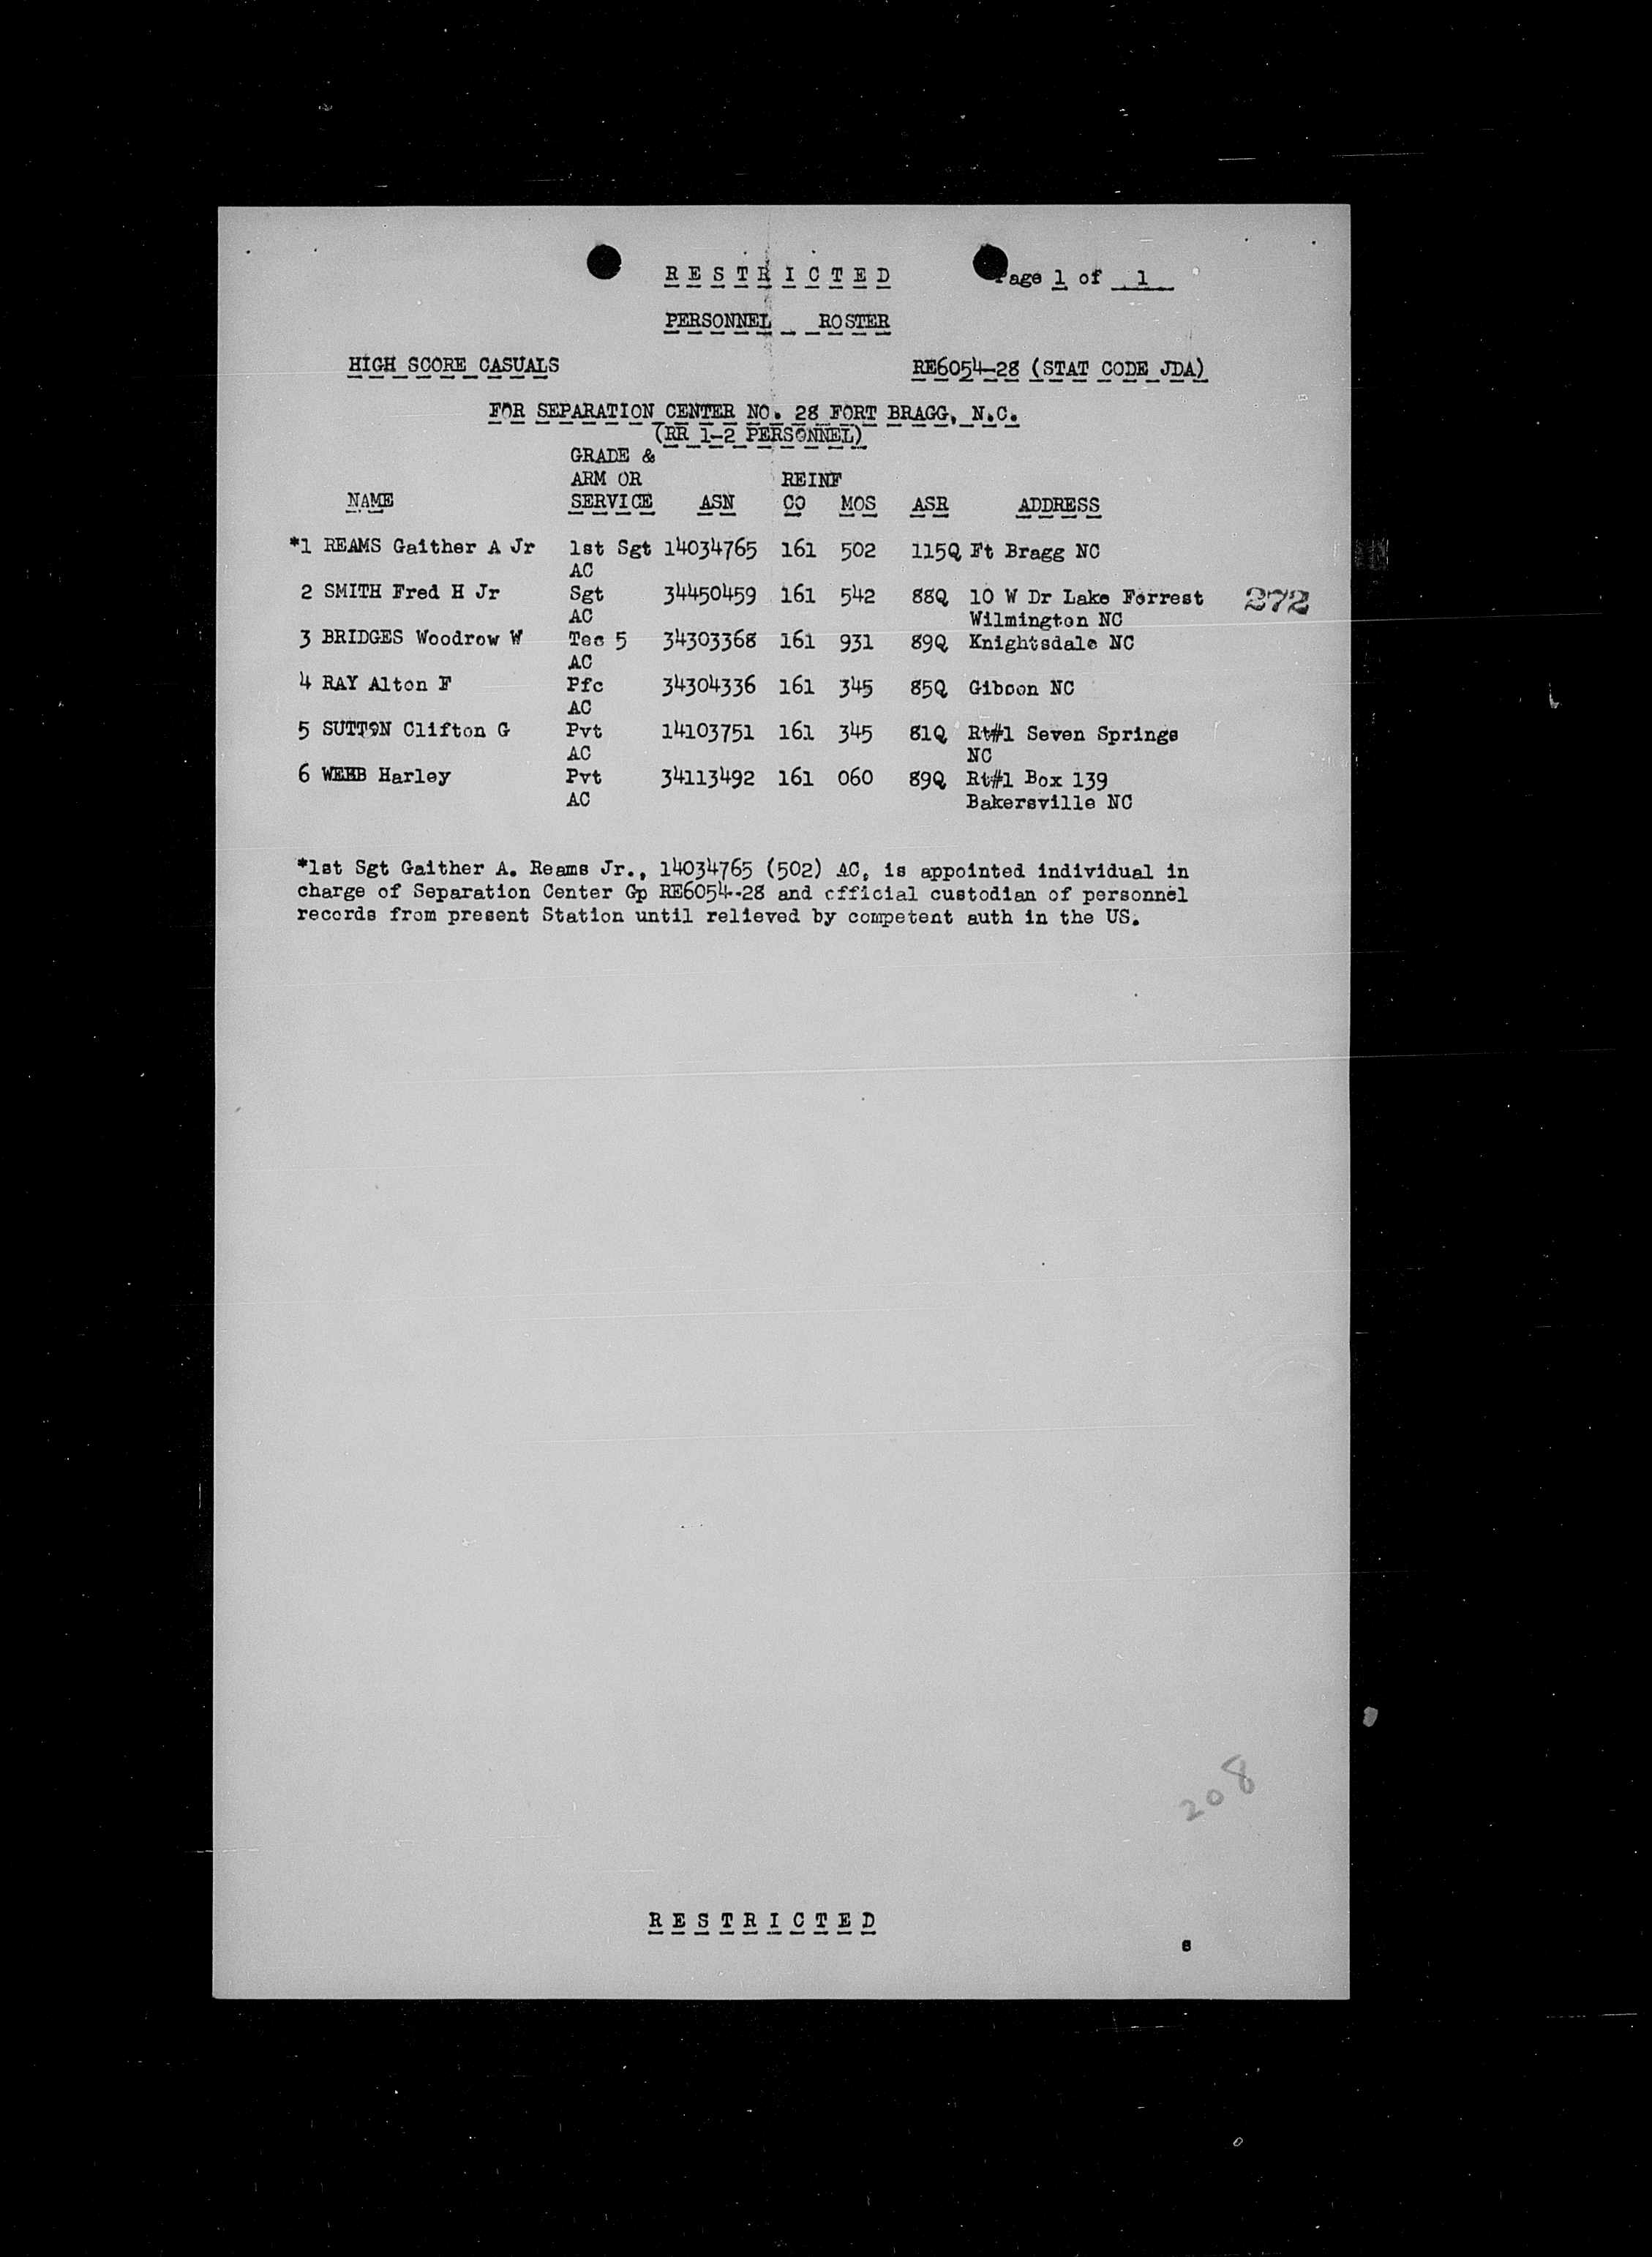 RESTRICTED
Page 1 of 1
PERSONNEL ROSTER
HIGH SCORE CASUALS RE6054-28 (STAT CODE JDA)
FOR SEPARATION CENTER NO. 28 FORT BRAGG, N.C.
(RR 1-2 PERSONNEL)
GRADE &
ARM OR REINF
NAME SERVICE ASN CO MOS ASR ADDRESS
*1 REAMS Gaither A Jr 1st Sgt 14034765 161 502 115Q Ft Bragg NC
AC
2 SMITH Fred H Jr Sgt 34450459 161 542 88Q 10 W Dr Lake Forrest 272
AC Wilmington NC
3 BRIDGES Woodrow W Tec 5 34303368 161 931 89Q Knightsdale NC
AC
4 RAY Alton F Pfc 34304336 161 345 85Q Gibson NC
AC
5 SUTTON Clifton G Pvt 14103751 161 345 81Q Rt#1 Seven Springs
AC NC
6 WEBB Harley Pvt 34113492 161 060 89Q Rt#1 Box 139
AC Bakersville NC
*1st Sgt Gaither A. Reams Jr., 14034765 (502) AC, is appointed individual in
charge of Separation Center Gp RE6054-28 and official custodian of personnel
records from present Station until relieved by competent auth in the US.
208
RESTRICTED